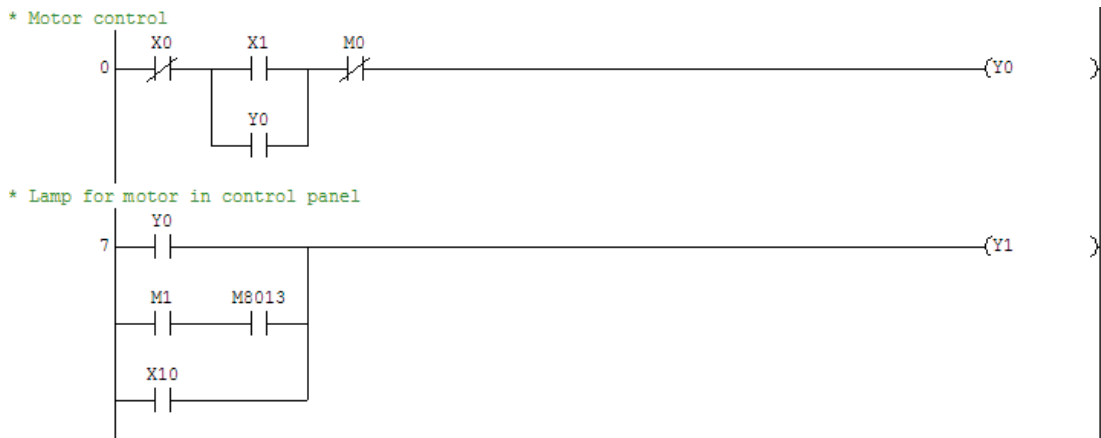 * Motor control
X0 X1 M0
0 Y0
Y0
* Lamp for motor in control panel
Y0
7 Y1
M1 M8013
X10